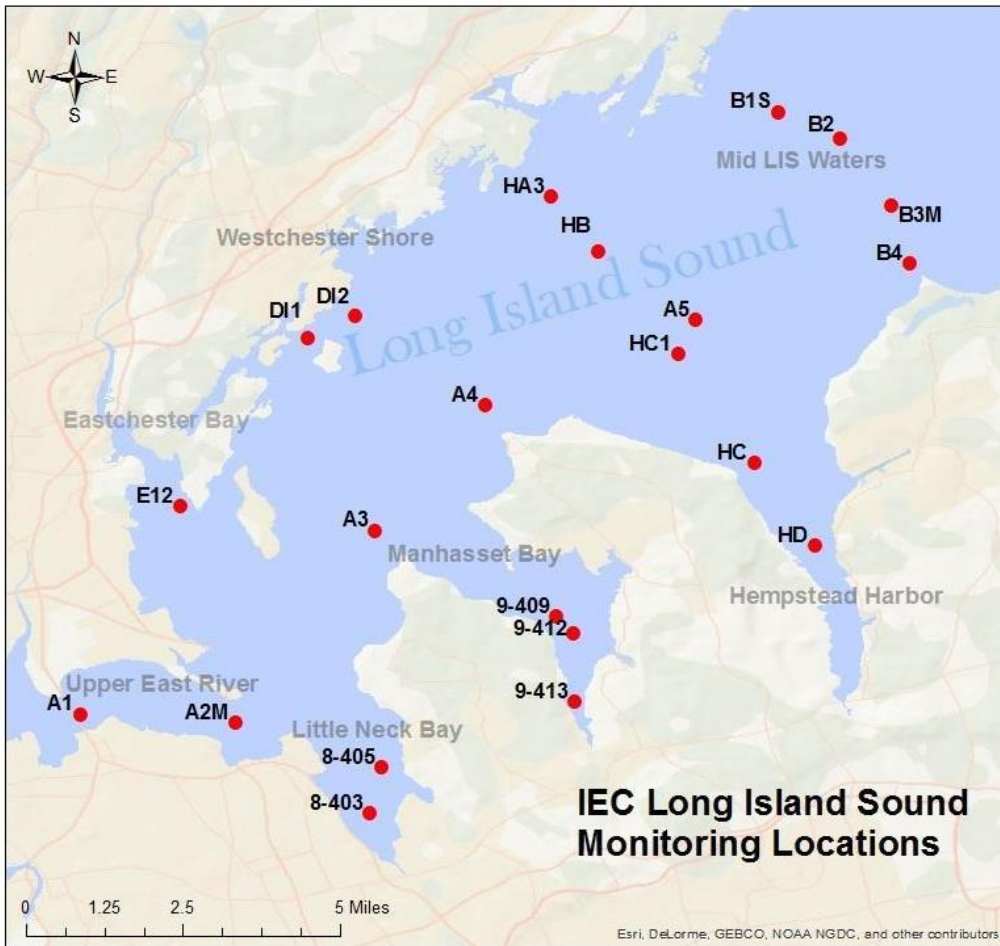 N
W E
S
B1S
B2
Mid LIS Waters
HA3
B3M
HB
Westchester Shore
B4
Long Island Sound
DI2
DI1
A5
HC1
A4
Eastchester Bay
HC
E12
A3
HD
Manhasset Bay
Hempstead Harbor
9-409
9-412
Upper East River
9-413
A1
A2M
Little Neck Bay
8-405
8-403
IEC Long Island Sound
Monitoring Locations
0 1.25 2.5 5 Miles
Esri, DeLorme, GEBCO, NOAA NGDC, and other contributors